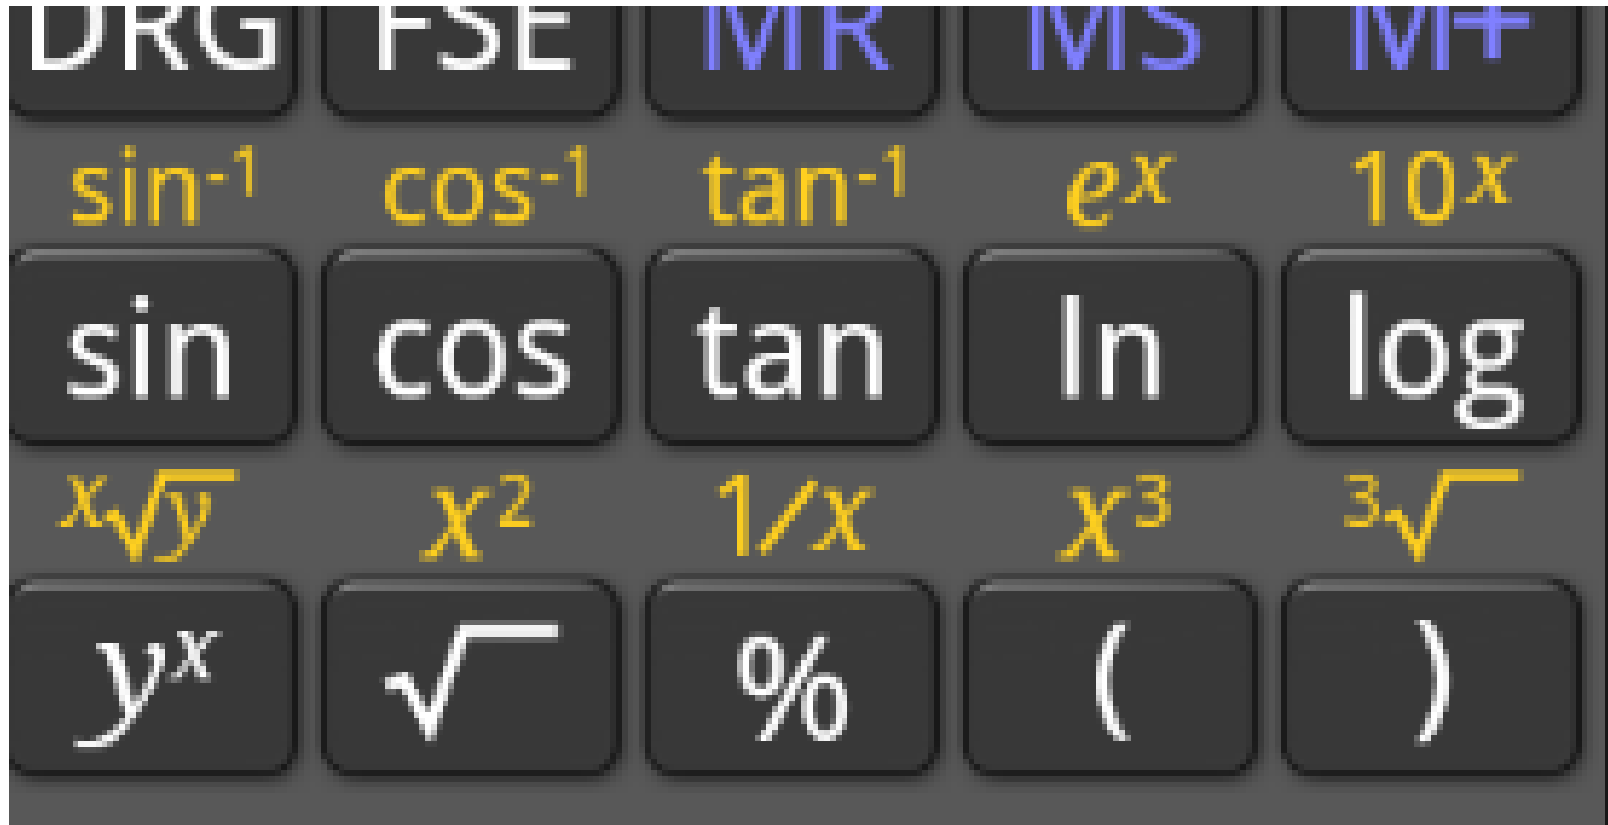 DRG FSE MR MS M+
sin⁻¹ cos⁻¹ tan⁻¹ eˣ 10ˣ
sin cos tan ln log
ˣ√y x² 1/x x³ ³√
yˣ √ % ( )